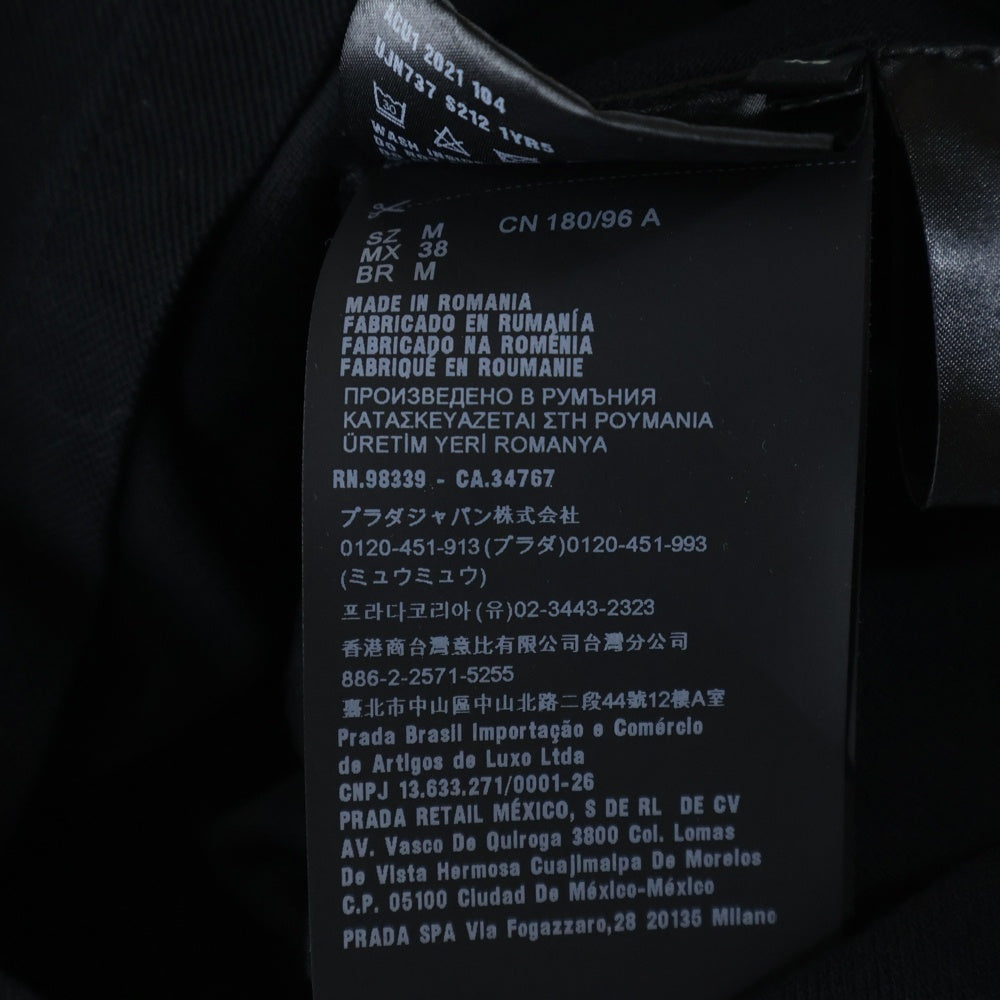 ACU1 2021 104
UJN737 S212 1YR5
30
WASH INSIDE
SZ M CN 180/96 A
MX 38
BR M
MADE IN ROMANIA
FABRICADO EN RUMANÍA
FABRICADO NA ROMÉNIA
FABRIQUÉ EN ROUMANIE
ПРОИЗВЕДЕНО В РУМЪНИЯ
ΚΑΤΑΣΚΕΥΑΖΕΤΑΙ ΣΤΗ ΡΟΥΜΑΝΙΑ
ÜRETİM YERİ ROMANYA
RN.98339 - CA.34767
プラダジャパン株式会社
0120-451-913(プラダ)0120-451-993
(ミュウミュウ)
프라다코리아(유)02-3443-2323
香港商台灣意比有限公司台灣分公司
886-2-2571-5255
臺北市中山區中山北路二段44號12樓A室
Prada Brasil Importação e Comércio
de Artigos de Luxo Ltda
CNPJ 13.633.271/0001-26
PRADA RETAIL MÉXICO, S DE RL DE CV
AV. Vasco De Quiroga 3800 Col. Lomas
De Vista Hermosa Cuajimalpa De Morelos
C.P. 05100 Ciudad De México-México
PRADA SPA Via Fogazzaro,28 20135 Milano